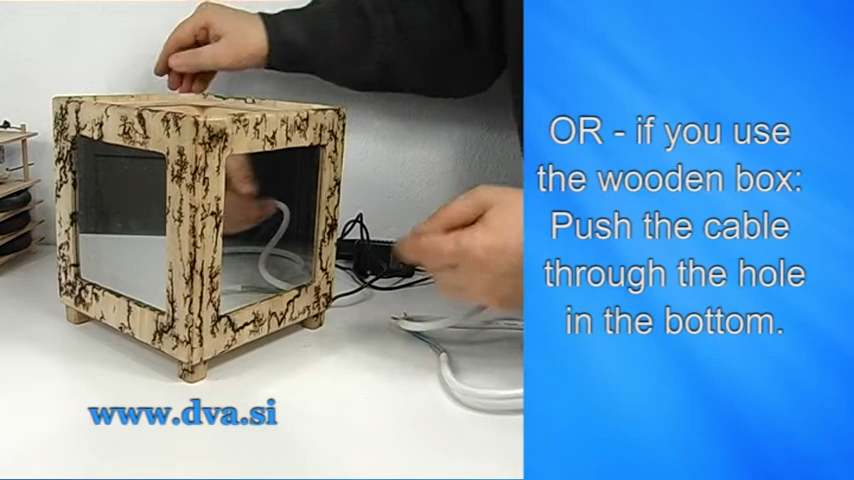 OR - if you use
the wooden box:
Push the cable
through the hole
in the bottom.
www.dva.si